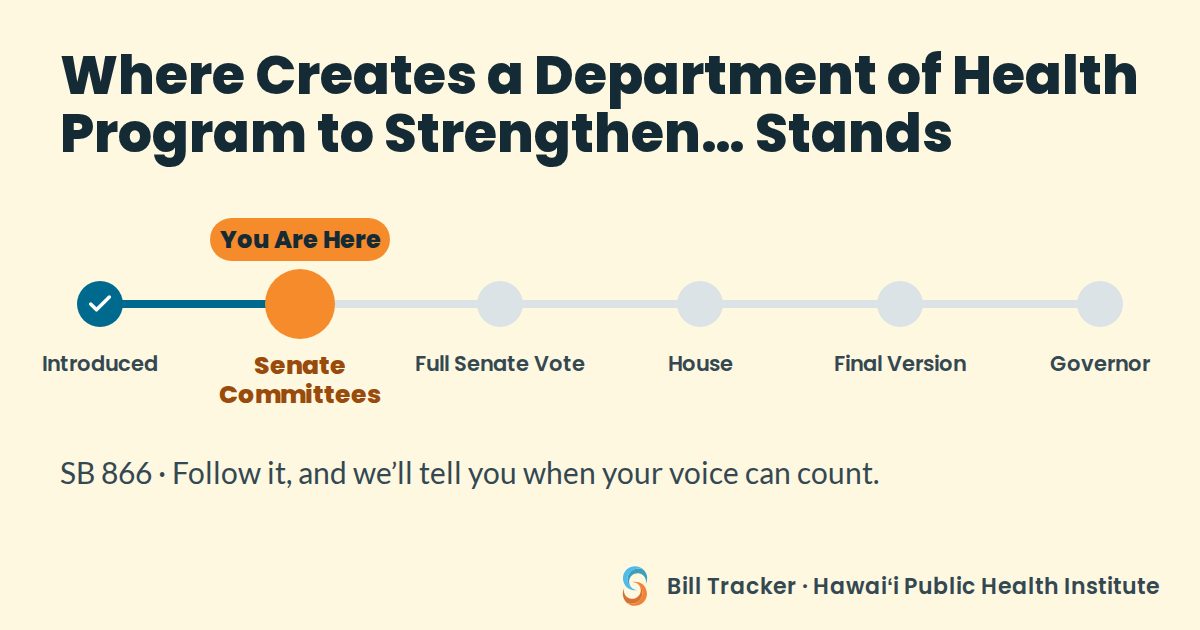 Where Creates a Department of Health
Program to Strengthen... Stands
You Are Here
Introduced
Senate
Committees
Full Senate Vote
House
Final Version
Governor
SB 866 · Follow it, and we’ll tell you when your voice can count.
Bill Tracker · Hawaiʻi Public Health Institute